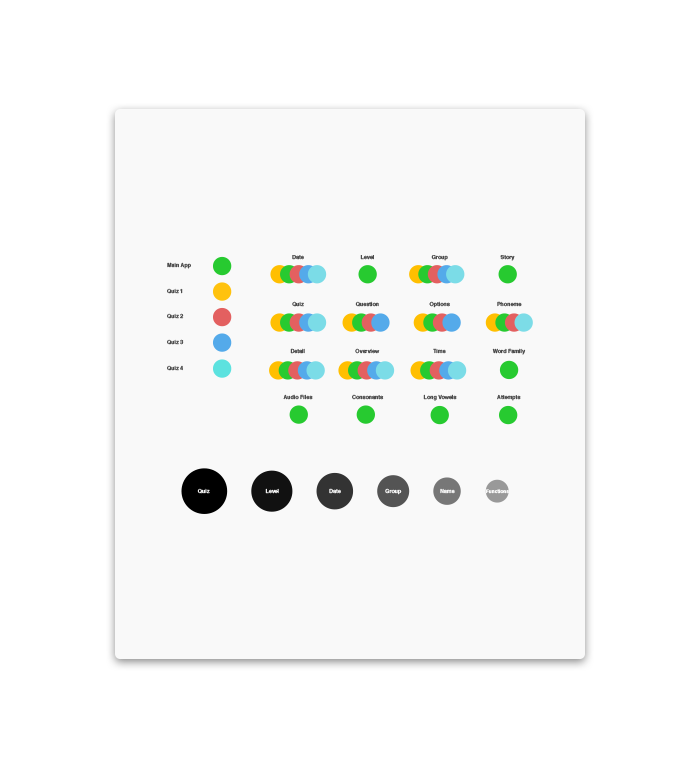 Main App
Quiz 1
Quiz 2
Quiz 3
Quiz 4
Date Level Group Story
Quiz Question Options Phoneme
Detail Overview Time Word Family
Audio Files Consonants Long Vowels Attempts
Quiz Level Date Group Name Functions